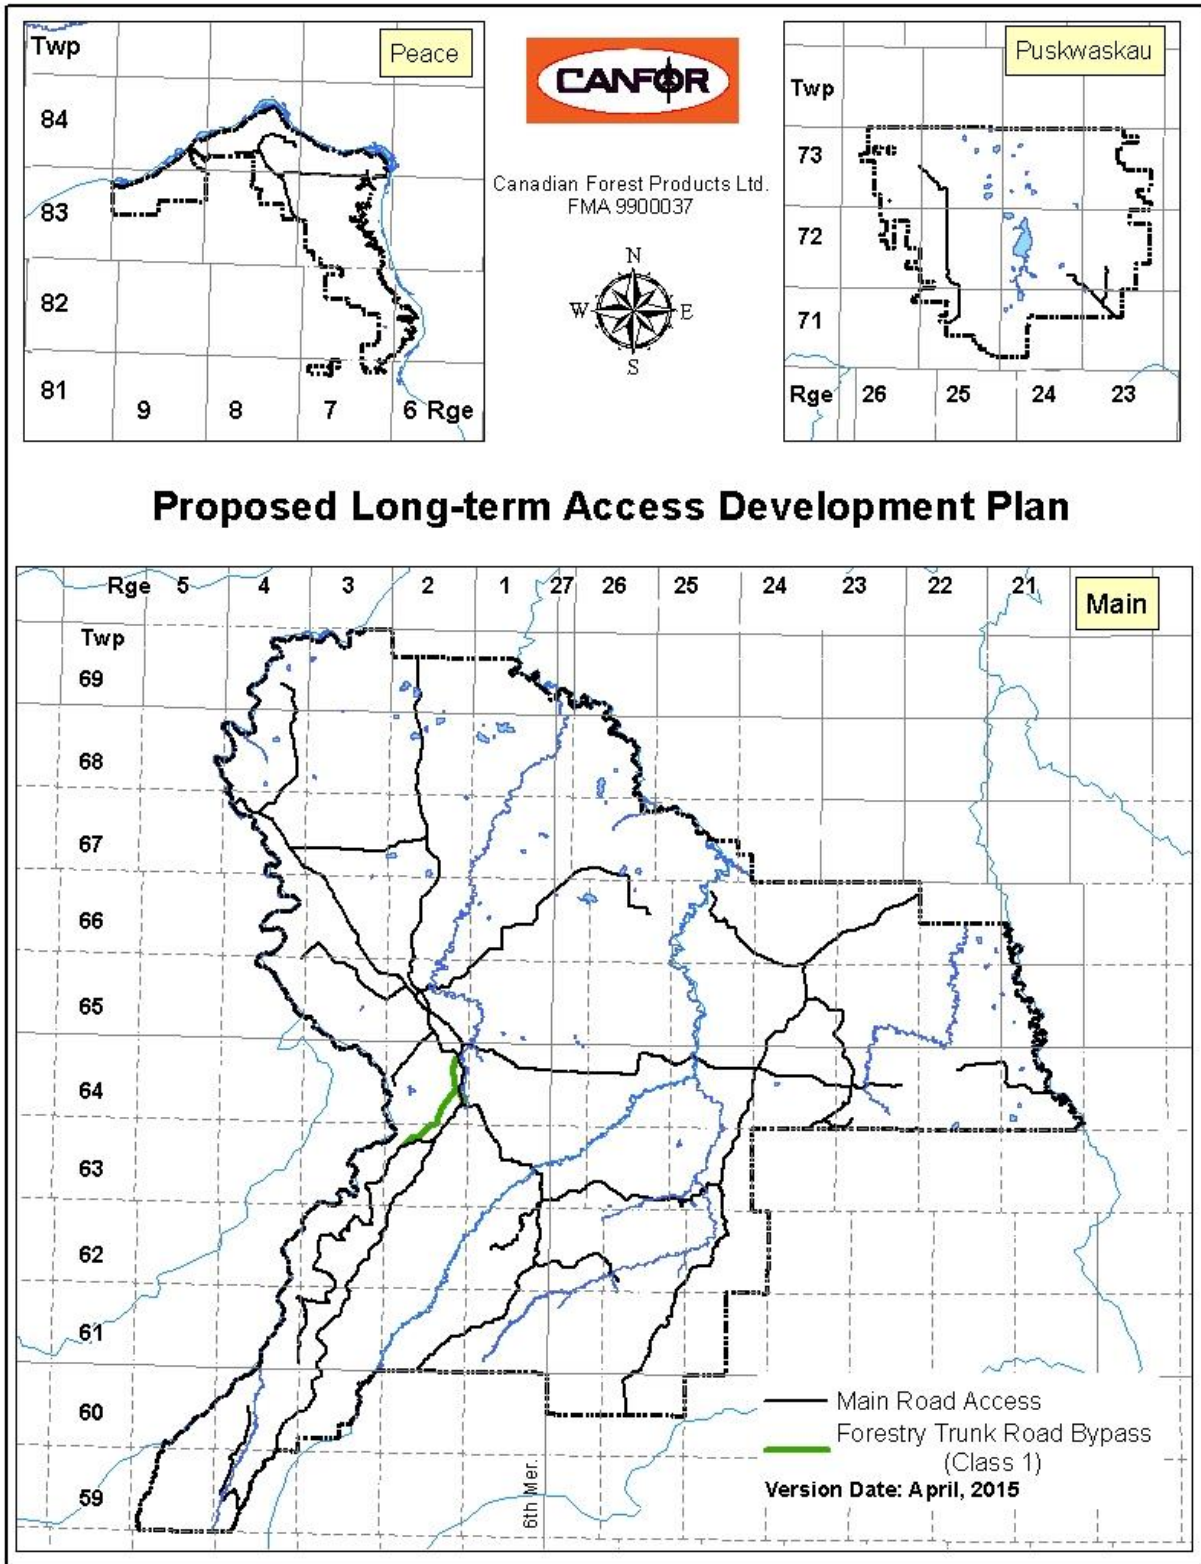 Twp
Peace
84
83
82
81
9 8 7 6 Rge
CANFOR
Canadian Forest Products Ltd.
FMA 9900037
N
W E
S
Puskwaskau
Twp
73
72
71
Rge 26 25 24 23
Proposed Long-term Access Development Plan
Rge 5 4 3 2 1 27 26 25 24 23 22 21
Main
Twp
69
68
67
66
65
64
63
62
61
60
59
6th Mer.
Main Road Access
Forestry Trunk Road Bypass
(Class 1)
Version Date: April, 2015